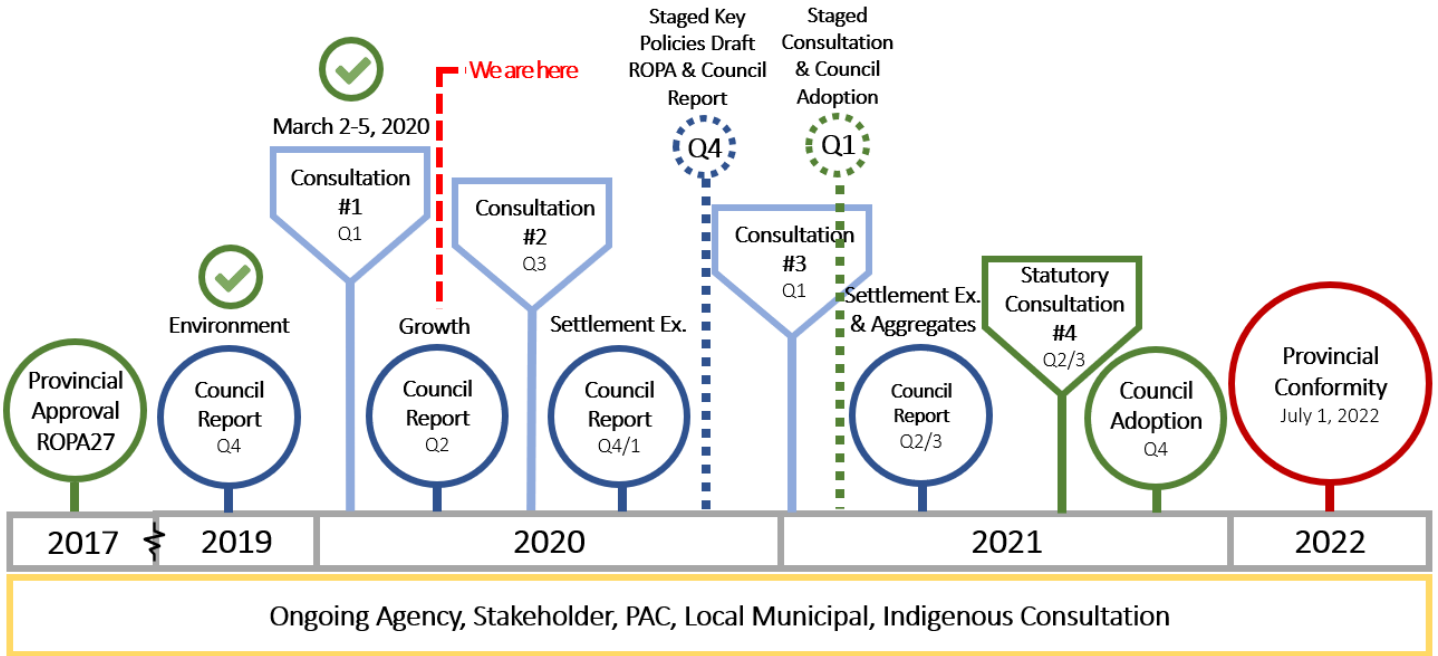 Provincial
Approval
ROPA27
Environment
Council
Report
Q4
March 2-5, 2020
Consultation
#1
Q1
We are here
Growth
Council
Report
Q2
Consultation
#2
Q3
Settlement Ex.
Council
Report
Q4/1
Staged Key
Policies Draft
ROPA & Council
Report
Q4
Consultation
#3
Q1
Staged
Consultation
& Council
Adoption
Q1
Settlement Ex.
& Aggregates
Council
Report
Q2/3
Statutory
Consultation
#4
Q2/3
Council
Adoption
Q4
Provincial
Conformity
July 1, 2022
2017
2019
2020
2021
2022
Ongoing Agency, Stakeholder, PAC, Local Municipal, Indigenous Consultation